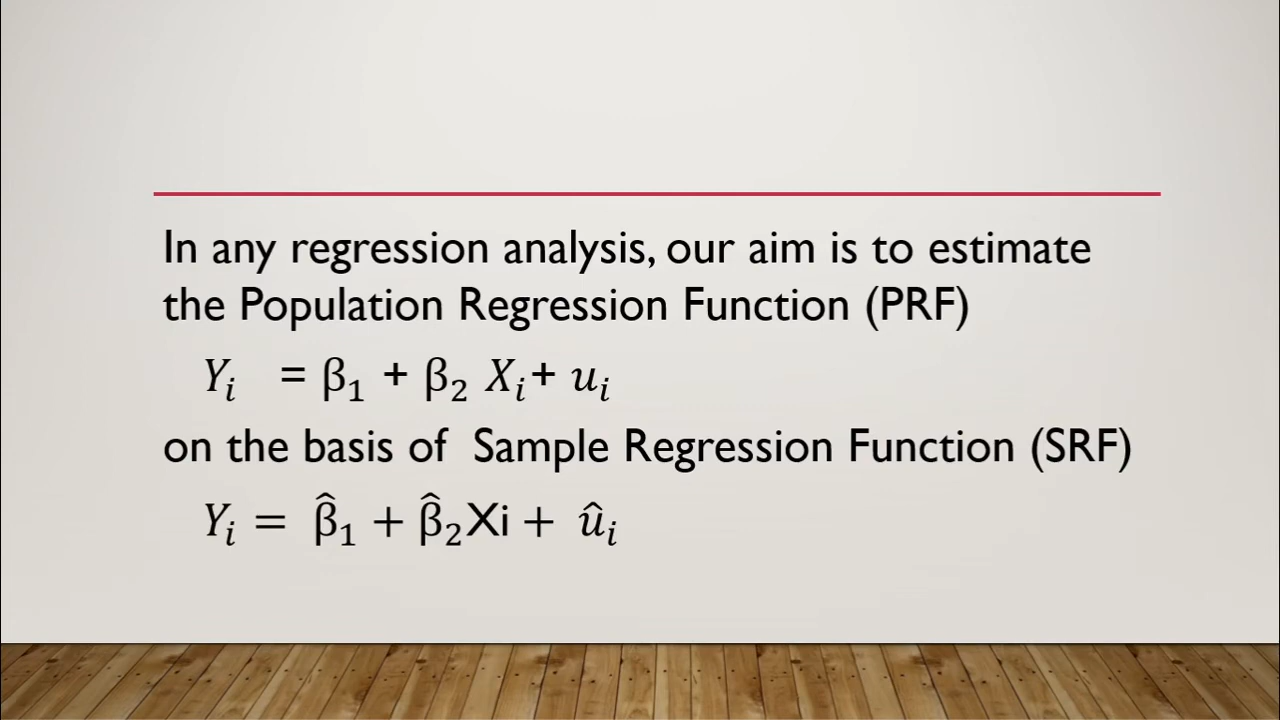 In any regression analysis, our aim is to estimate
the Population Regression Function (PRF)
Yᵢ = β₁ + β₂ Xᵢ+ uᵢ
on the basis of Sample Regression Function (SRF)
Yᵢ = β̂₁ + β̂₂Xi + ûᵢ